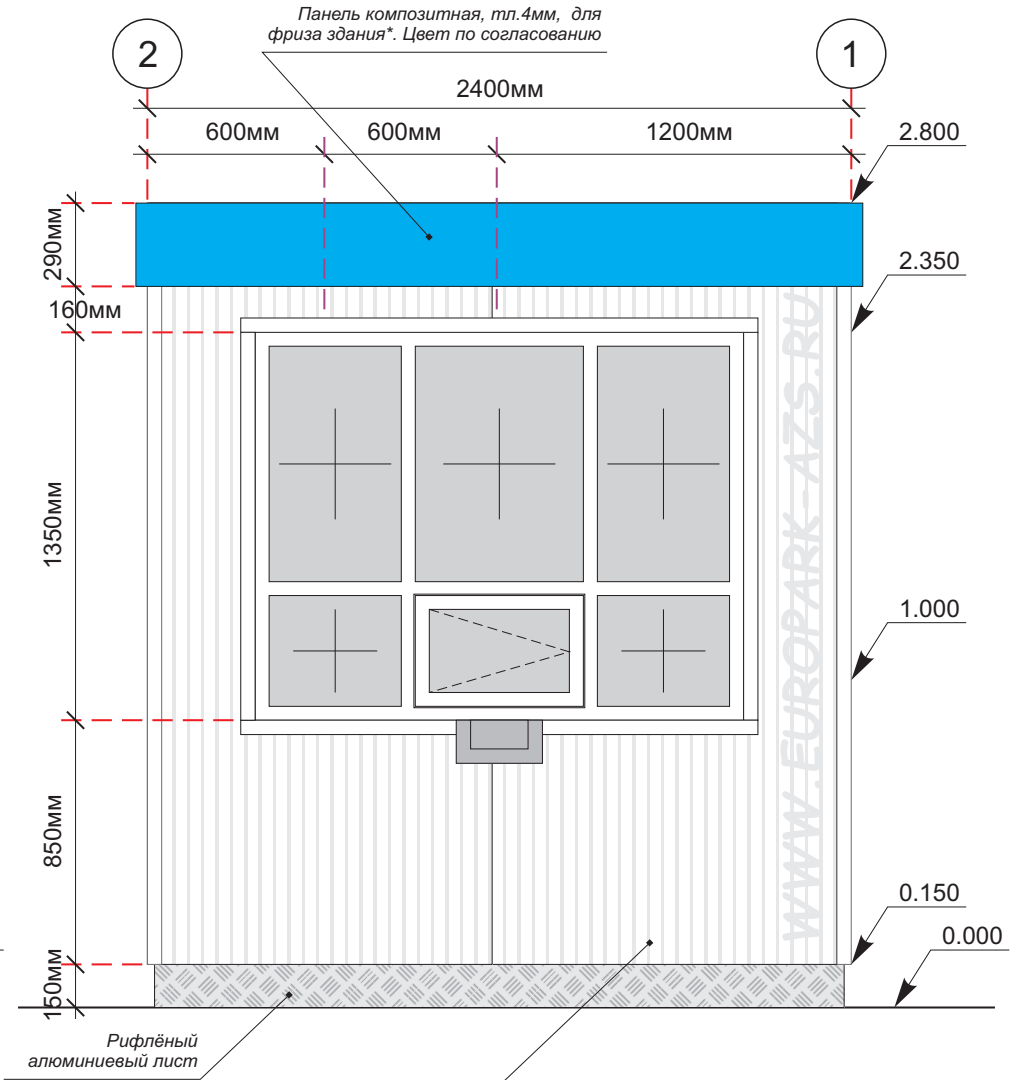 Панель композитная, тл.4мм, для
фриза здания*. Цвет по согласованию
2
1
2400мм
600мм
600мм
1200мм
2.800
290мм
2.350
160мм
1350мм
1.000
850мм
0.150
0.000
150мм
WWW.EUROPARK-AZS.RU
Рифлёный
алюминиевый лист